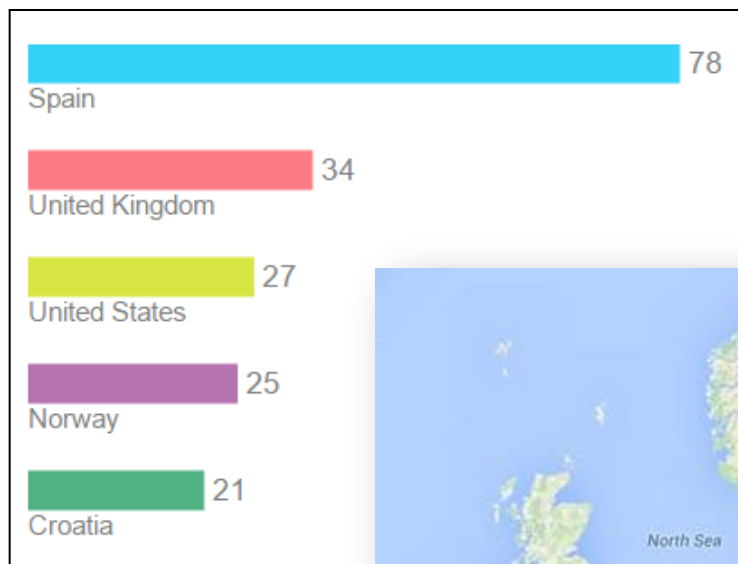 78
Spain
34
United Kingdom
27
United States
25
Norway
21
Croatia
North Sea